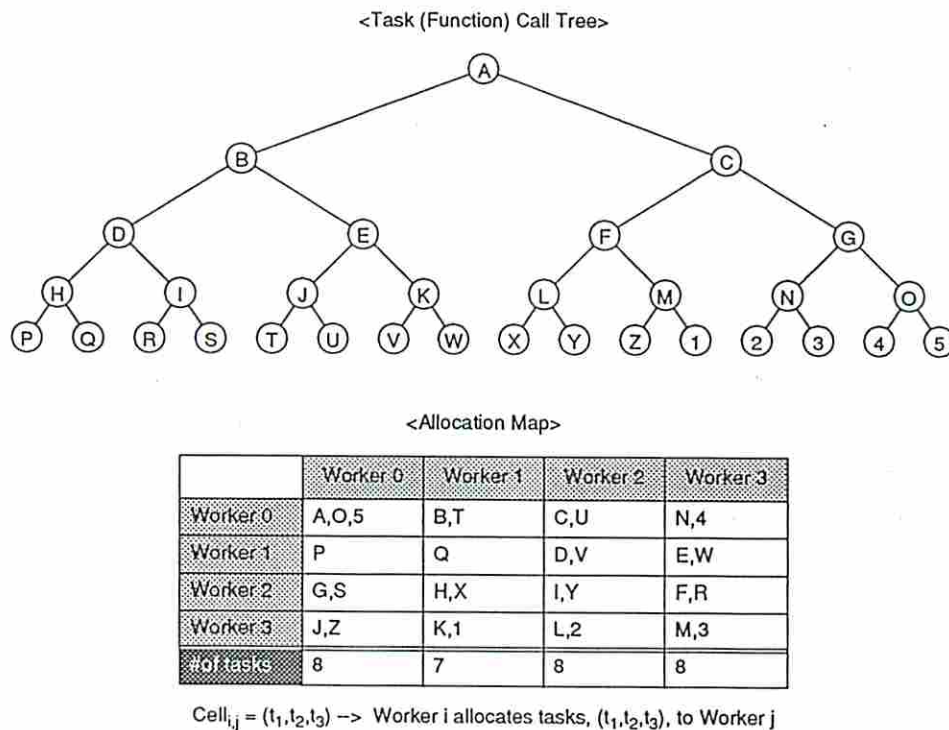 <Task (Function) Call Tree>
A
B C
D E F G
H I J K L M N O
P Q R S T U V W X Y Z 1 2 3 4 5
<Allocation Map>
Worker 0 Worker 1 Worker 2 Worker 3
Worker 0 A,O,5 B,T C,U N,4
Worker 1 P Q D,V E,W
Worker 2 G,S H,X I,Y F,R
Worker 3 J,Z K,1 L,2 M,3
#of tasks 8 7 8 8
Cell i,j = (t1,t2,t3) --> Worker i allocates tasks, (t1,t2,t3), to Worker j